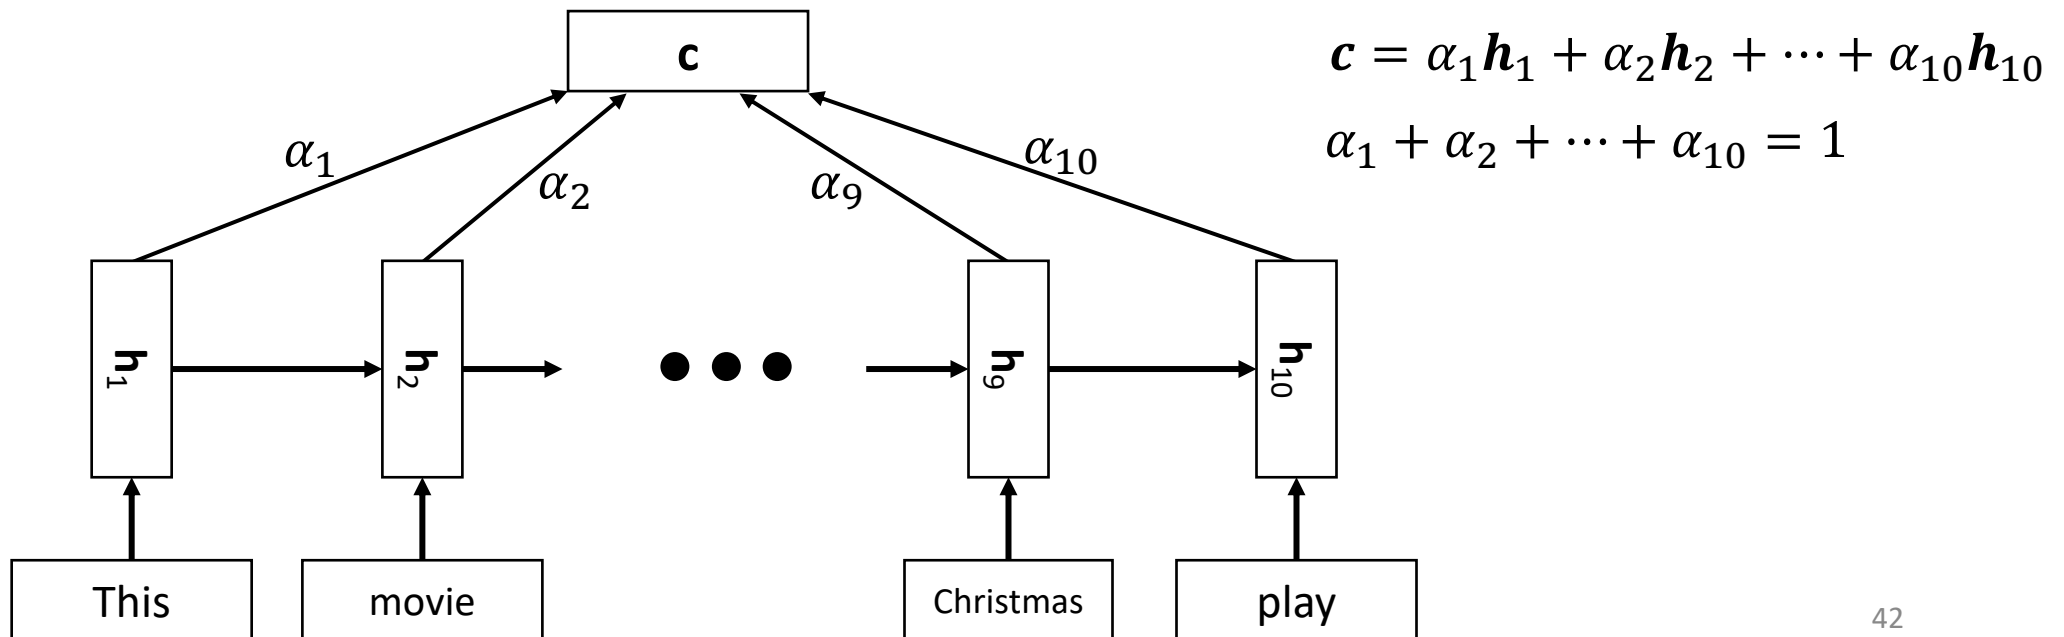 c
𝒄 = α₁𝒉₁ + α₂𝒉₂ + ⋯ + α₁₀𝒉₁₀
α₁ + α₂ + ⋯ + α₁₀ = 1
α₁ α₂ α₉ α₁₀
h₁ h₂ h₉ h₁₀
This movie Christmas play
42